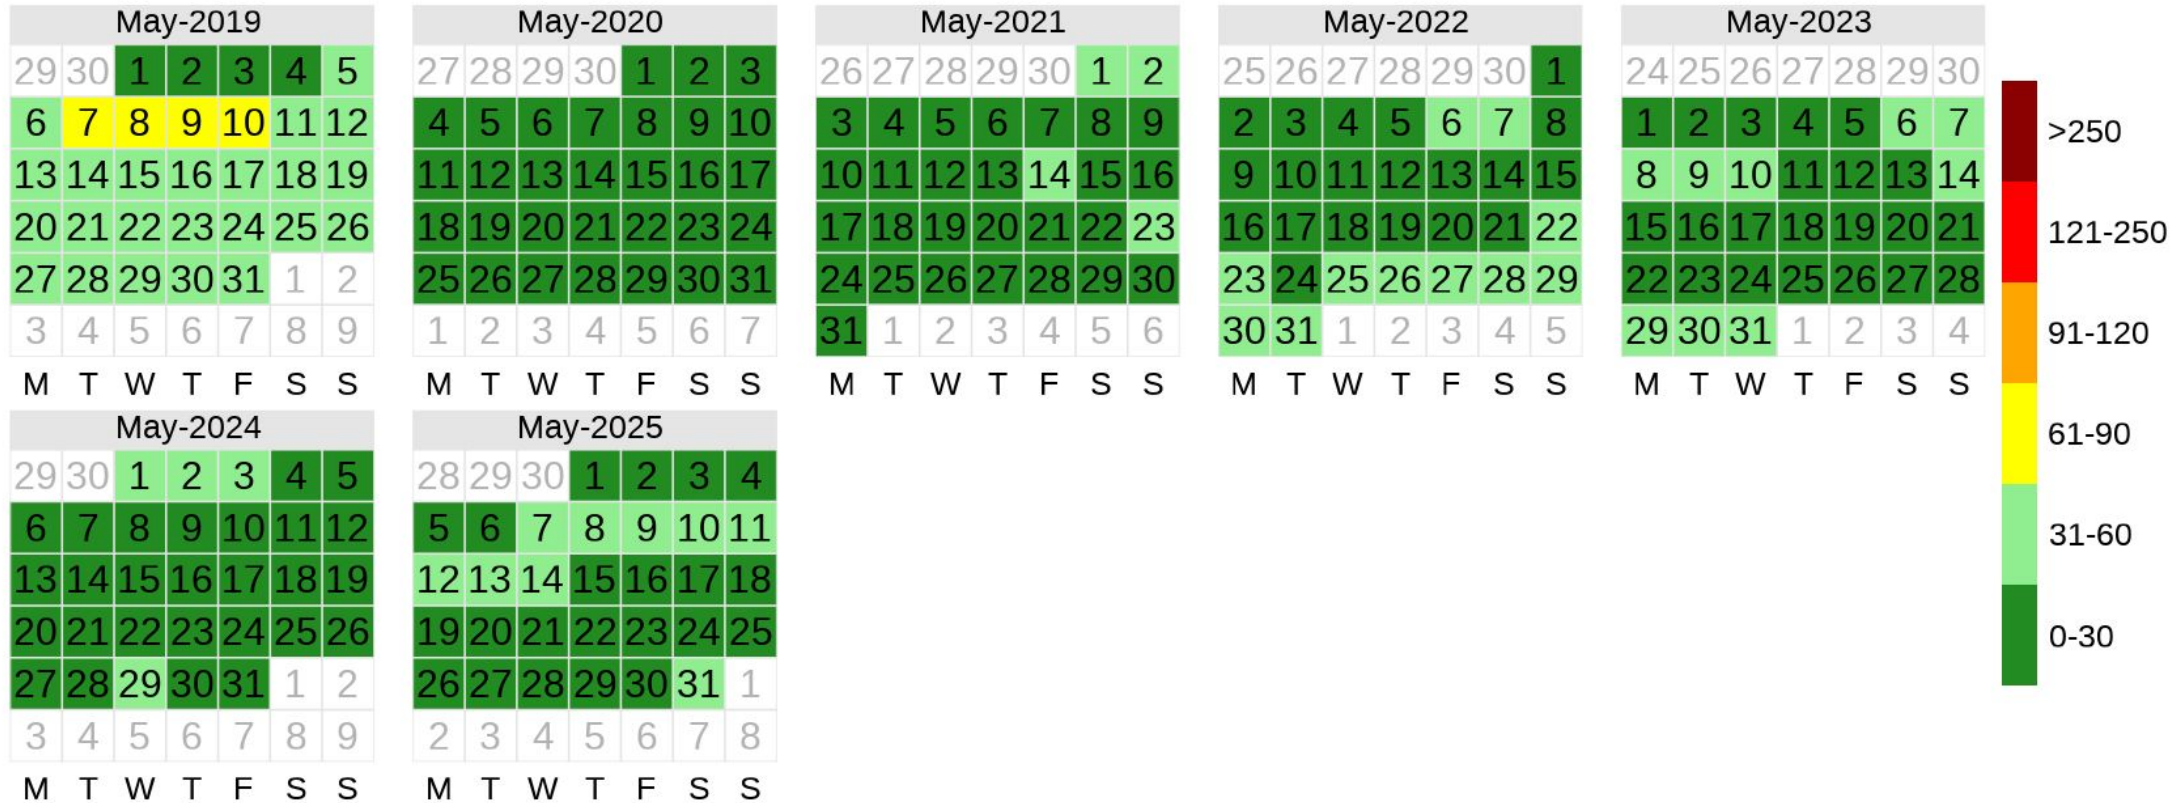 May-2019
29 30 1 2 3 4 5
6 7 8 9 10 11 12
13 14 15 16 17 18 19
20 21 22 23 24 25 26
27 28 29 30 31 1 2
3 4 5 6 7 8 9
M T W T F S S
May-2020
27 28 29 30 1 2 3
4 5 6 7 8 9 10
11 12 13 14 15 16 17
18 19 20 21 22 23 24
25 26 27 28 29 30 31
1 2 3 4 5 6 7
M T W T F S S
May-2021
26 27 28 29 30 1 2
3 4 5 6 7 8 9
10 11 12 13 14 15 16
17 18 19 20 21 22 23
24 25 26 27 28 29 30
31 1 2 3 4 5 6
M T W T F S S
May-2022
25 26 27 28 29 30 1
2 3 4 5 6 7 8
9 10 11 12 13 14 15
16 17 18 19 20 21 22
23 24 25 26 27 28 29
30 31 1 2 3 4 5
M T W T F S S
May-2023
24 25 26 27 28 29 30
1 2 3 4 5 6 7
8 9 10 11 12 13 14
15 16 17 18 19 20 21
22 23 24 25 26 27 28
29 30 31 1 2 3 4
M T W T F S S
May-2024
29 30 1 2 3 4 5
6 7 8 9 10 11 12
13 14 15 16 17 18 19
20 21 22 23 24 25 26
27 28 29 30 31 1 2
3 4 5 6 7 8 9
M T W T F S S
May-2025
28 29 30 1 2 3 4
5 6 7 8 9 10 11
12 13 14 15 16 17 18
19 20 21 22 23 24 25
26 27 28 29 30 31 1
2 3 4 5 6 7 8
M T W T F S S
>250
121-250
91-120
61-90
31-60
0-30